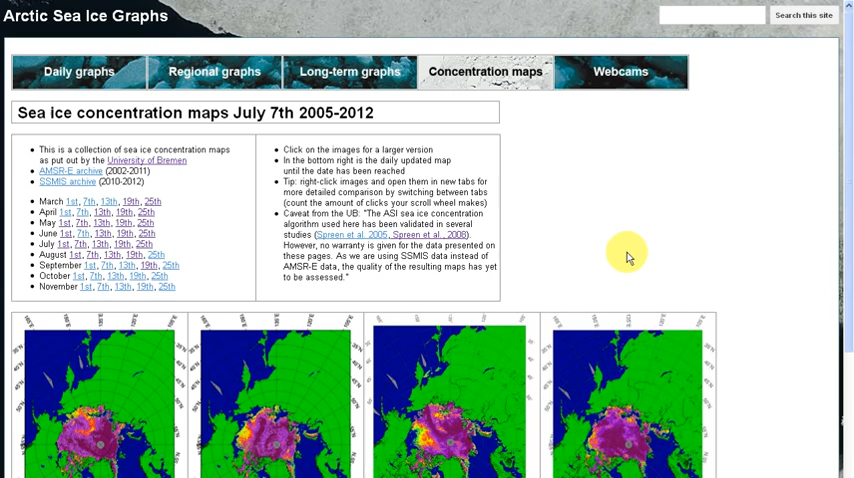 Arctic Sea Ice Graphs
Search this site
Daily graphs Regional graphs Long-term graphs Concentration maps Webcams
Sea ice concentration maps July 7th 2005-2012
This is a collection of sea ice concentration maps
as put out by the University of Bremen
AMSR-E archive (2002-2011)
SSMIS archive (2010-2012)
March 1st, 7th, 13th, 19th, 25th
April 1st, 7th, 13th, 19th, 25th
May 1st, 7th, 13th, 19th, 25th
June 1st, 7th, 13th, 19th, 25th
July 1st, 7th, 13th, 19th, 25th
August 1st, 7th, 13th, 19th, 25th
September 1st, 7th, 13th, 19th, 25th
October 1st, 7th, 13th, 19th, 25th
November 1st, 7th, 13th, 19th, 25th
Click on the images for a larger version
In the bottom right is the daily updated map
until the date has been reached
Tip: right-click images and open them in new tabs for
more detailed comparison by switching between tabs
(count the amount of clicks your scroll wheel makes)
Caveat from the UB: "The ASI sea ice concentration
algorithm used here has been validated in several
studies (Spreen et al. 2005, Spreen et al., 2008).
However, no warranty is given for the data presented on
these pages. As we are using SSMIS data instead of
AMSR-E data, the quality of the resulting maps has yet
to be assessed."